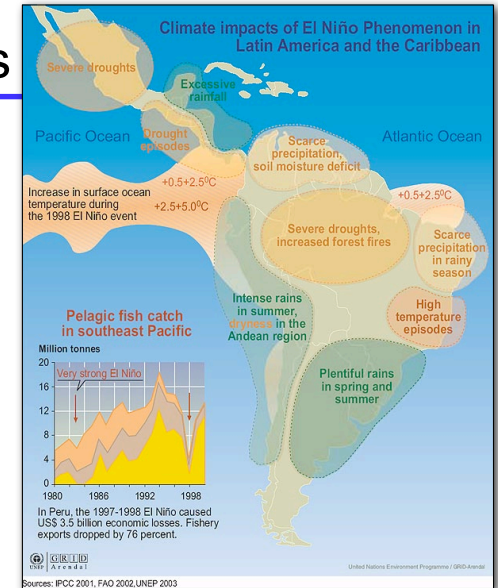 s
Climate impacts of El Niño Phenomenon in
Latin America and the Caribbean
Severe droughts
Excessive
rainfall
Pacific Ocean
Drought
episodes
Atlantic Ocean
Scarce
precipitation,
soil moisture deficit
Increase in surface ocean
temperature during
the 1998 El Niño event
+0.5+2.5⁰C
+2.5+5.0⁰C
+0.5+2.5⁰C
Severe droughts,
increased forest fires
Scarce
precipitation
in rainy
season
Intense rains
in summer,
dryness in the
Andean region
High
temperature
episodes
Plentiful rains
in spring and
summer
Pelagic fish catch
in southeast Pacific
Million tonnes
Very strong El Niño
20
16
12
8
4
0
1980 1986 1992 1998
In Peru, the 1997-1998 El Niño caused
US$ 3.5 billion economic losses. Fishery
exports dropped by 76 percent.
UNEP
GRID
Arendal
United Nations Environment Programme / GRID-Arendal
Sources: IPCC 2001, FAO 2002,UNEP 2003